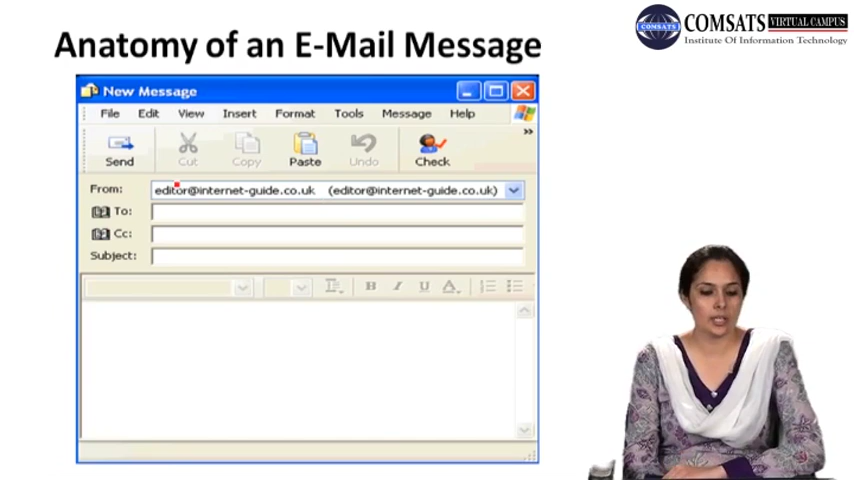 COMSATS VIRTUAL CAMPUS
COMSATS
Institute Of Information Technology
Anatomy of an E-Mail Message
New Message
File Edit View Insert Format Tools Message Help
Send Cut Copy Paste Undo Check
From: editor@internet-guide.co.uk (editor@internet-guide.co.uk)
To:
Cc:
Subject:
B I U A